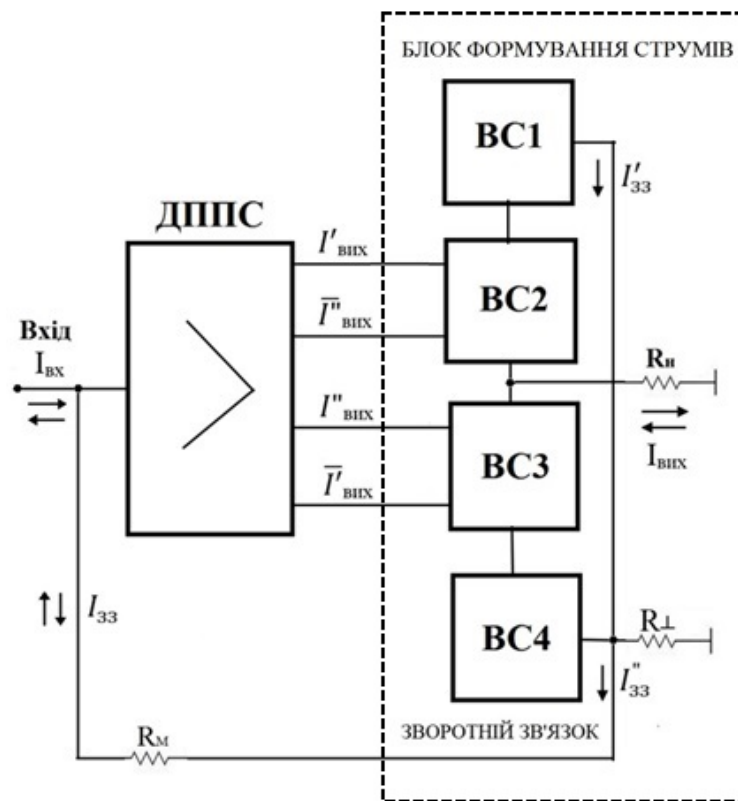 БЛОК ФОРМУВАННЯ СТРУМІВ
ВС1
I'зз
ДППС
I'вих
Ī"вих
ВС2
Вхід
Iвх
Rн
I"вих
Iвих
Ī'вих
ВС3
Iзз
ВС4
R⊥
I"зз
ЗВОРОТНІЙ ЗВ'ЯЗОК
Rм